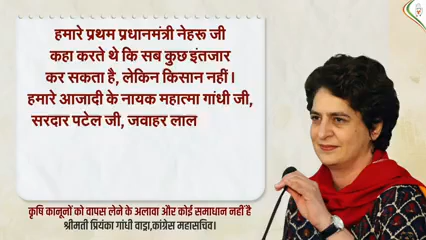 हमारे प्रथम प्रधानमंत्री नेहरू जी
कहा करते थे कि सब कुछ इंतजार
कर सकता है, लेकिन किसान नहीं ।
हमारे आजादी के नायक महात्मा गांधी जी,
सरदार पटेल जी, जवाहर लाल
कृषि कानूनों को वापस लेने के अलावा और कोई समाधान नहीं है
श्रीमती प्रियंका गांधी वाड्रा,कांग्रेस महासचिव।